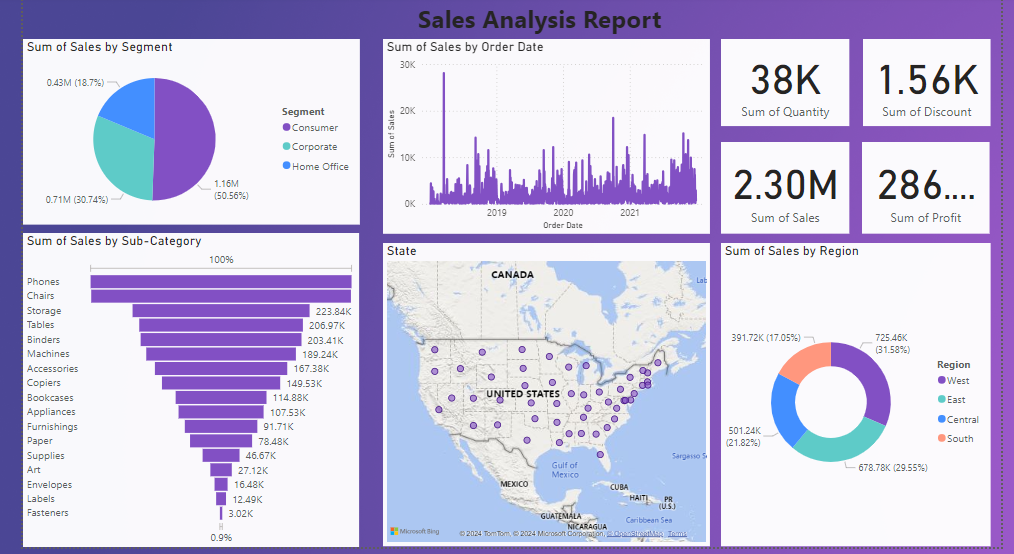 Sales Analysis Report
Sum of Sales by Segment
0.43M (18.7%)
0.71M (30.74%)
1.16M
(50.56%)
Segment
Consumer
Corporate
Home Office
Sum of Sales by Order Date
30K
20K
10K
0K
Sum of Sales
2019
2020
2021
Order Date
38K
Sum of Quantity
1.56K
Sum of Discount
2.30M
Sum of Sales
286....
Sum of Profit
Sum of Sales by Sub-Category
100%
Phones
Chairs
Storage 223.84K
Tables 206.97K
Binders 203.41K
Machines 189.24K
Accessories 167.38K
Copiers 149.53K
Bookcases 114.88K
Appliances 107.53K
Furnishings 91.71K
Paper 78.48K
Supplies 46.67K
Art 27.12K
Envelopes 16.48K
Labels 12.49K
Fasteners 3.02K
0.9%
State
CANADA
Lab
UNITED STATES
Gulf of
Mexico
Sargasso S
MEXICO
CUBA
HAITI
PR
(U.S.)
GUATEMALA
Caribbean Sea
NICARAGUA
Microsoft Bing
© 2024 TomTom, © 2024 Microsoft Corporation, © OpenStreetMap Terms
Sum of Sales by Region
391.72K (17.05%)
725.46K
(31.58%)
501.24K
(21.82%)
678.78K (29.55%)
Region
West
East
Central
South